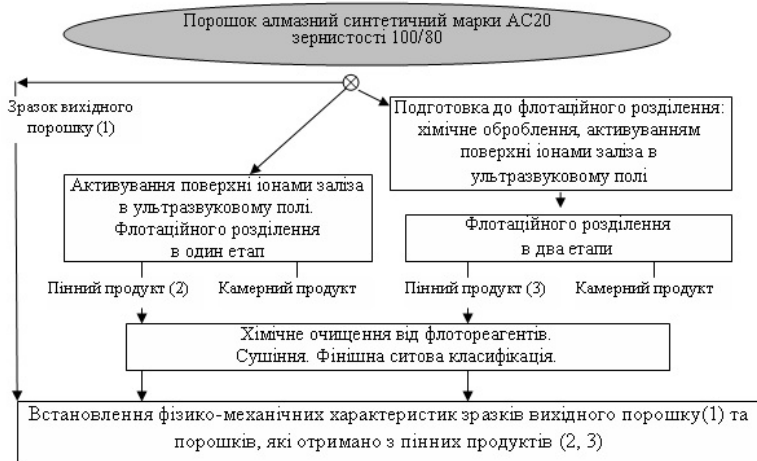 Порошок алмазний синтетичний марки АС20
зернистості 100/80
Зразок вихідного
порошку (1)
Подготовка до флотаційного розділення:
хімічне оброблення, активуванням
поверхні іонами заліза в
ультразвуковому полі
Активування поверхні іонами заліза
в ультразвуковому полі.
Флотаційного розділення
в один етап
Флотаційного розділення
в два етапи
Пінний продукт (2)
Камерний продукт
Пінний продукт (3)
Камерний продукт
Хімічне очищення від флотореагентів.
Сушіння. Фінішна ситова класифікація.
Встановлення фізико-механічних характеристик зразків вихідного порошку(1) та
порошків, які отримано з пінних продуктів (2, 3)